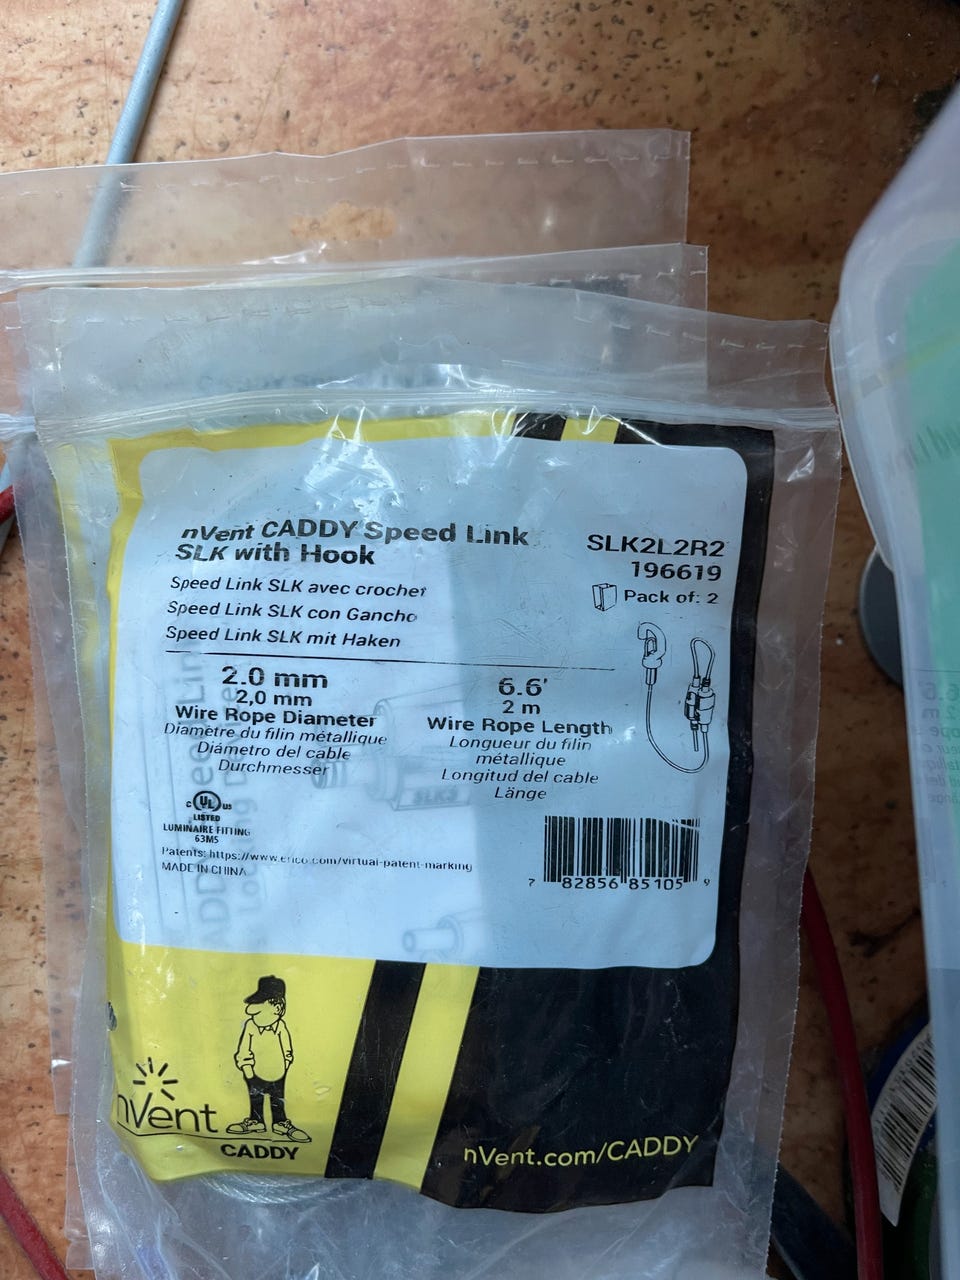 nVent CADDY Speed Link
SLK with Hook
Speed Link SLK avec crochet
Speed Link SLK con Gancho
Speed Link SLK mit Haken
SLK2L2R2
196619
Pack of: 2
2.0 mm
2,0 mm
Wire Rope Diameter
Diamètre du filin métallique
Diámetro del cable
Durchmesser
6.6'
2 m
Wire Rope Length
Longueur du filin
métallique
Longitud del cable
Länge
SLK2
C UL US
LISTED
LUMINAIRE FITTING
63M5
Patents: https://www.erico.com/virtual-patent-marking
MADE IN CHINA
7 82856 85105 9
nVent
CADDY
nVent.com/CADDY